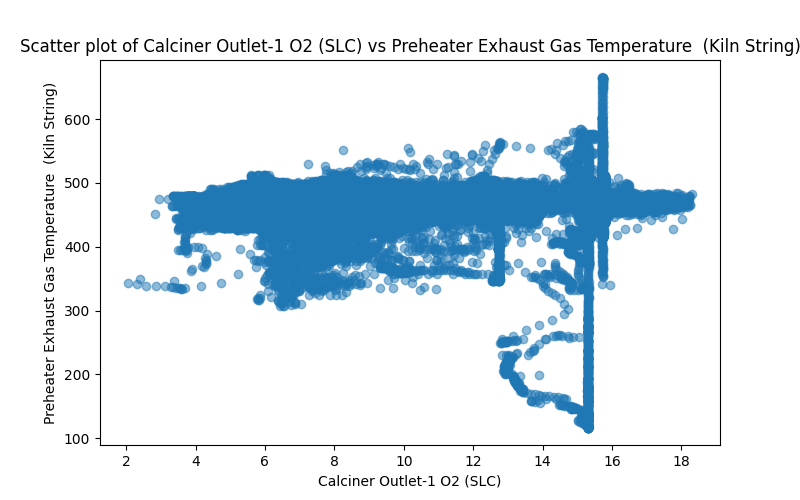 Scatter plot of Calciner Outlet-1 O2 (SLC) vs Preheater Exhaust Gas Temperature  (Kiln String)
Preheater Exhaust Gas Temperature  (Kiln String)
600
500
400
300
200
100
2 4 6 8 10 12 14 16 18
Calciner Outlet-1 O2 (SLC)